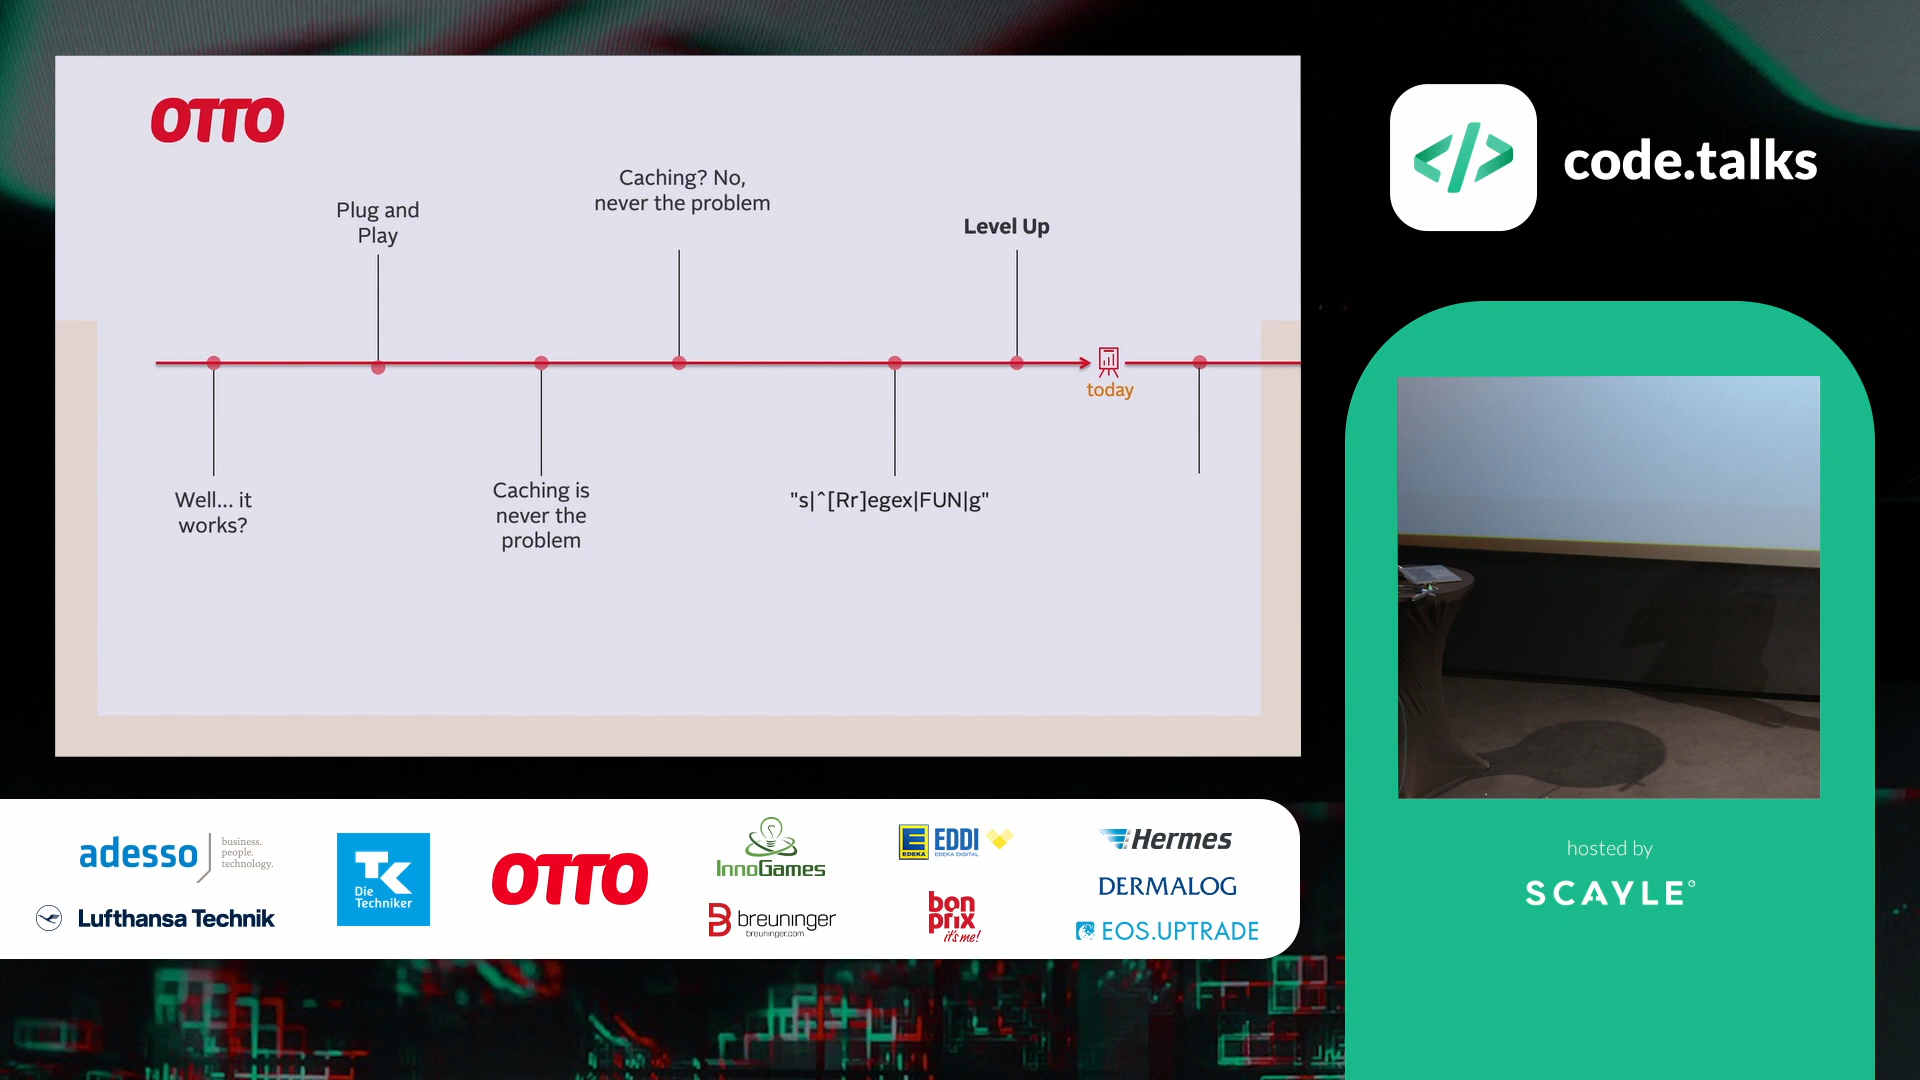 OTTO
Plug and
Play
Caching? No,
never the problem
Level Up
today
Well... it
works?
Caching is
never the
problem
"s|^[Rr]egex|FUN|g"
</> code.talks
adesso
business.
people.
technology.
Lufthansa Technik
TK
Die
Techniker
OTTO
InnoGames
breuninger
breuninger.com
E
EDEKA
EDDI
EDEKA DIGITAL
bon
prix
it's me!
Hermes
DERMALOG
EOS.UPTRADE
hosted by
SCAYLE